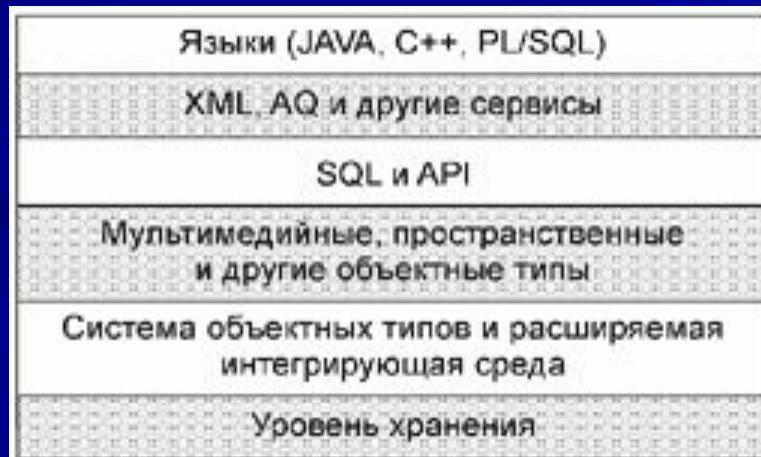 Языки (JAVA, C++, PL/SQL)
XML, AQ и другие сервисы
SQL и API
Мультимедийные, пространственные
и другие объектные типы
Система объектных типов и расширяемая
интегрирующая среда
Уровень хранения